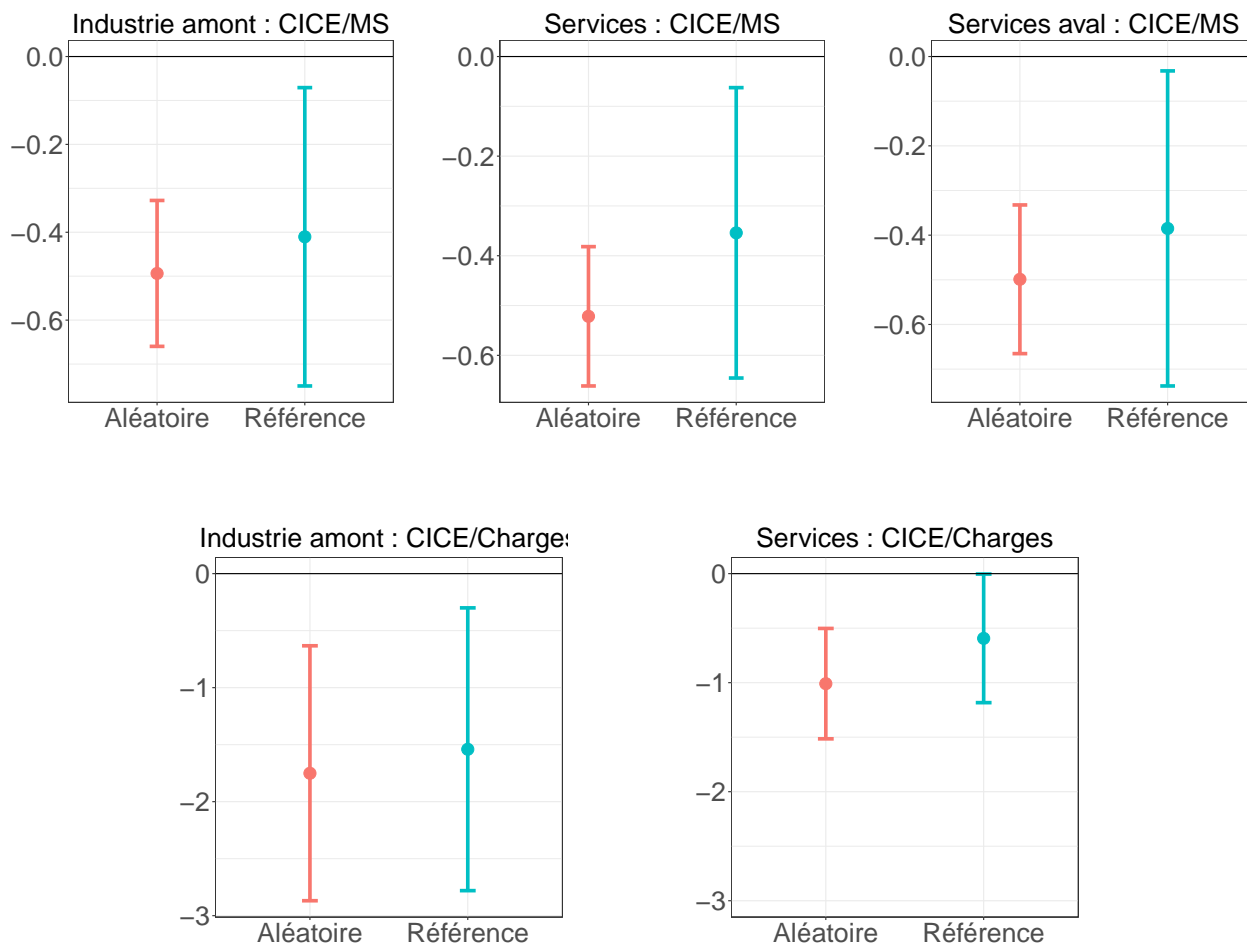 Industrie amont : CICE/MS
0.0
−0.2
−0.4
−0.6
Aléatoire Référence
Services : CICE/MS
0.0
−0.2
−0.4
−0.6
Aléatoire Référence
Services aval : CICE/MS
0.0
−0.2
−0.4
−0.6
Aléatoire Référence
Industrie amont : CICE/Charges
0
−1
−2
−3
Aléatoire Référence
Services : CICE/Charges
0
−1
−2
−3
Aléatoire Référence